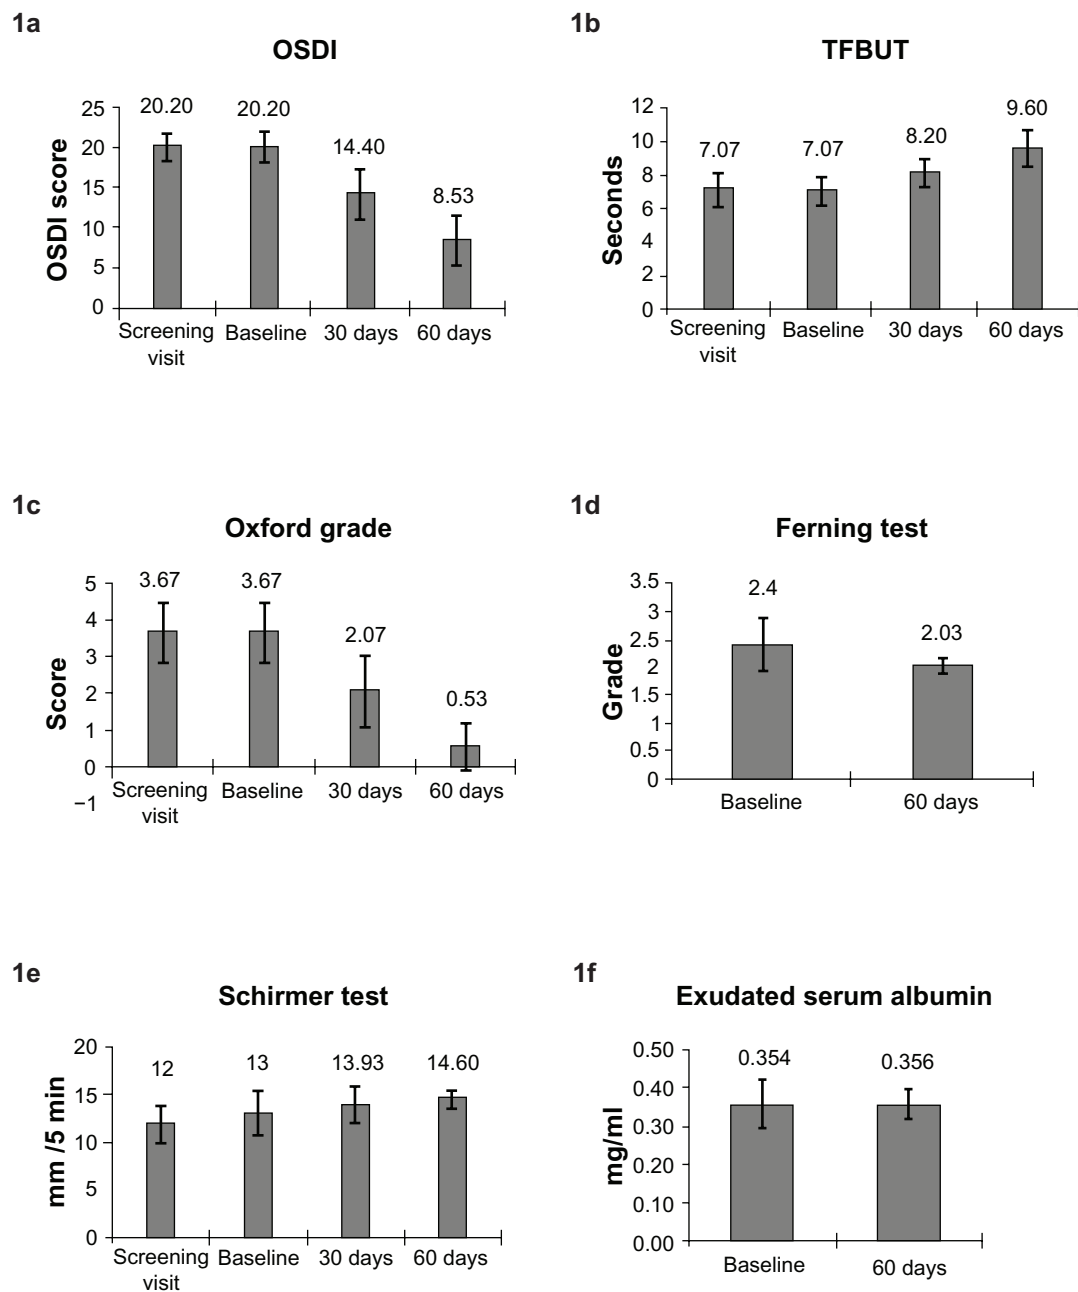 1a
OSDI
OSDI score
25
20
15
10
5
0
20.20
20.20
14.40
8.53
Screening visit
Baseline
30 days
60 days
1b
TFBUT
Seconds
12
10
8
6
4
2
0
7.07
7.07
8.20
9.60
Screening visit
Baseline
30 days
60 days
1c
Oxford grade
Score
5
4
3
2
1
0
−1
3.67
3.67
2.07
0.53
Screening visit
Baseline
30 days
60 days
1d
Ferning test
Grade
3.5
3
2.5
2
1.5
1
0.5
0
2.4
2.03
Baseline
60 days
1e
Schirmer test
mm /5 min
20
15
10
5
0
12
13
13.93
14.60
Screening visit
Baseline
30 days
60 days
1f
Exudated serum albumin
mg/ml
0.50
0.40
0.30
0.20
0.10
0.00
0.354
0.356
Baseline
60 days